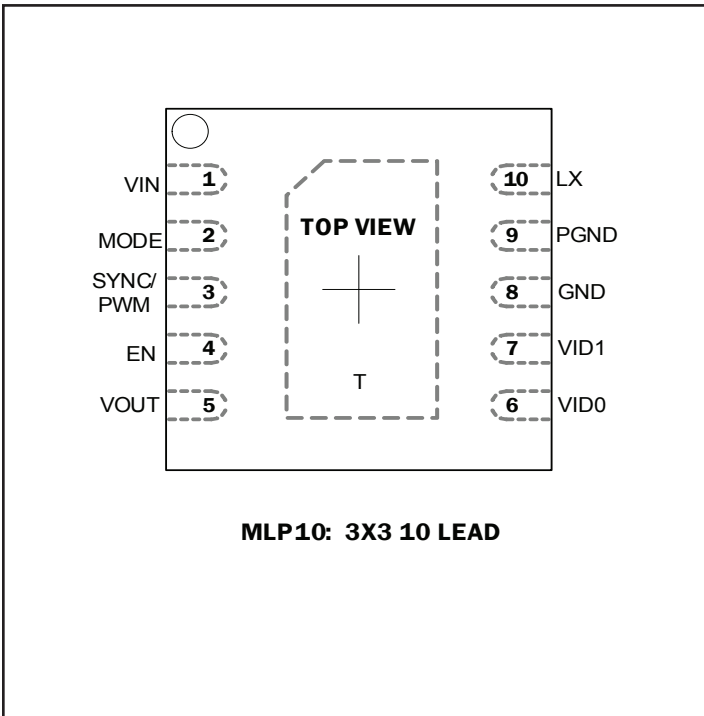 VIN 1
MODE 2
SYNC/
PWM 3
EN 4
VOUT 5
TOP VIEW
T
10 LX
9 PGND
8 GND
7 VID1
6 VID0
MLP10: 3X3 10 LEAD